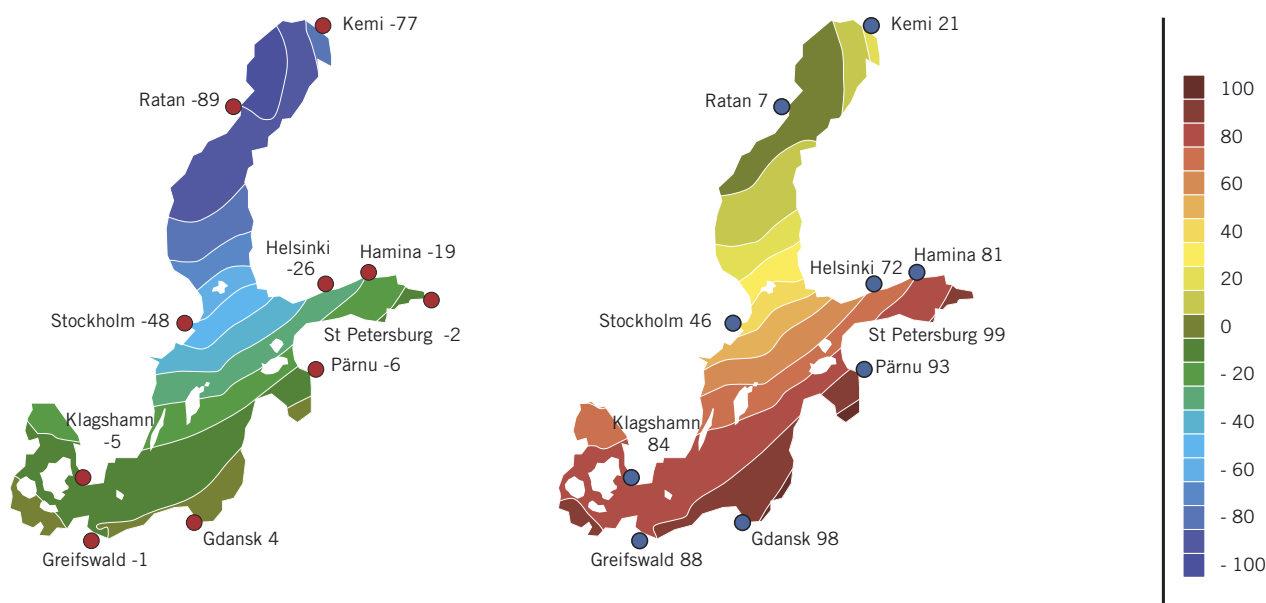 Kemi -77
Ratan -89
Helsinki
-26
Hamina -19
Stockholm -48
St Petersburg -2
Pärnu -6
Klagshamn
-5
Gdansk 4
Greifswald -1
Kemi 21
Ratan 7
Helsinki 72
Hamina 81
Stockholm 46
St Petersburg 99
Pärnu 93
Klagshamn
84
Gdansk 98
Greifswald 88
100
80
60
40
20
0
- 20
- 40
- 60
- 80
- 100